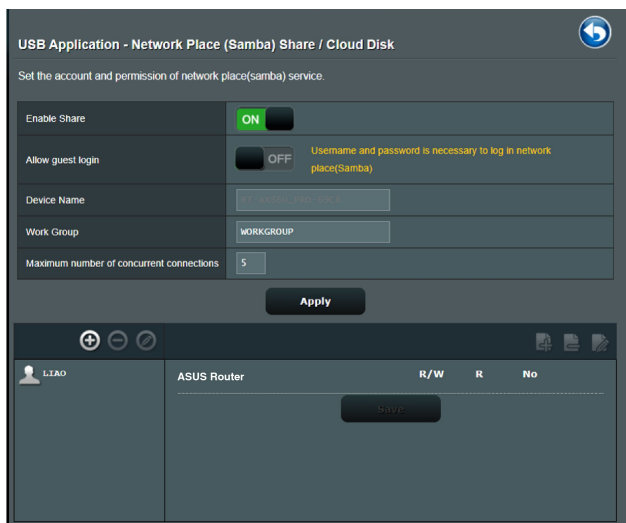 USB Application - Network Place (Samba) Share / Cloud Disk
Set the account and permission of network place(samba) service.
Enable Share
ON
Allow guest login
OFF
Username and password is necessary to log in network
place(Samba)
Device Name
Work Group
WORKGROUP
Maximum number of concurrent connections
5
Apply
LIAO
ASUS Router
R/W
R
No
Save